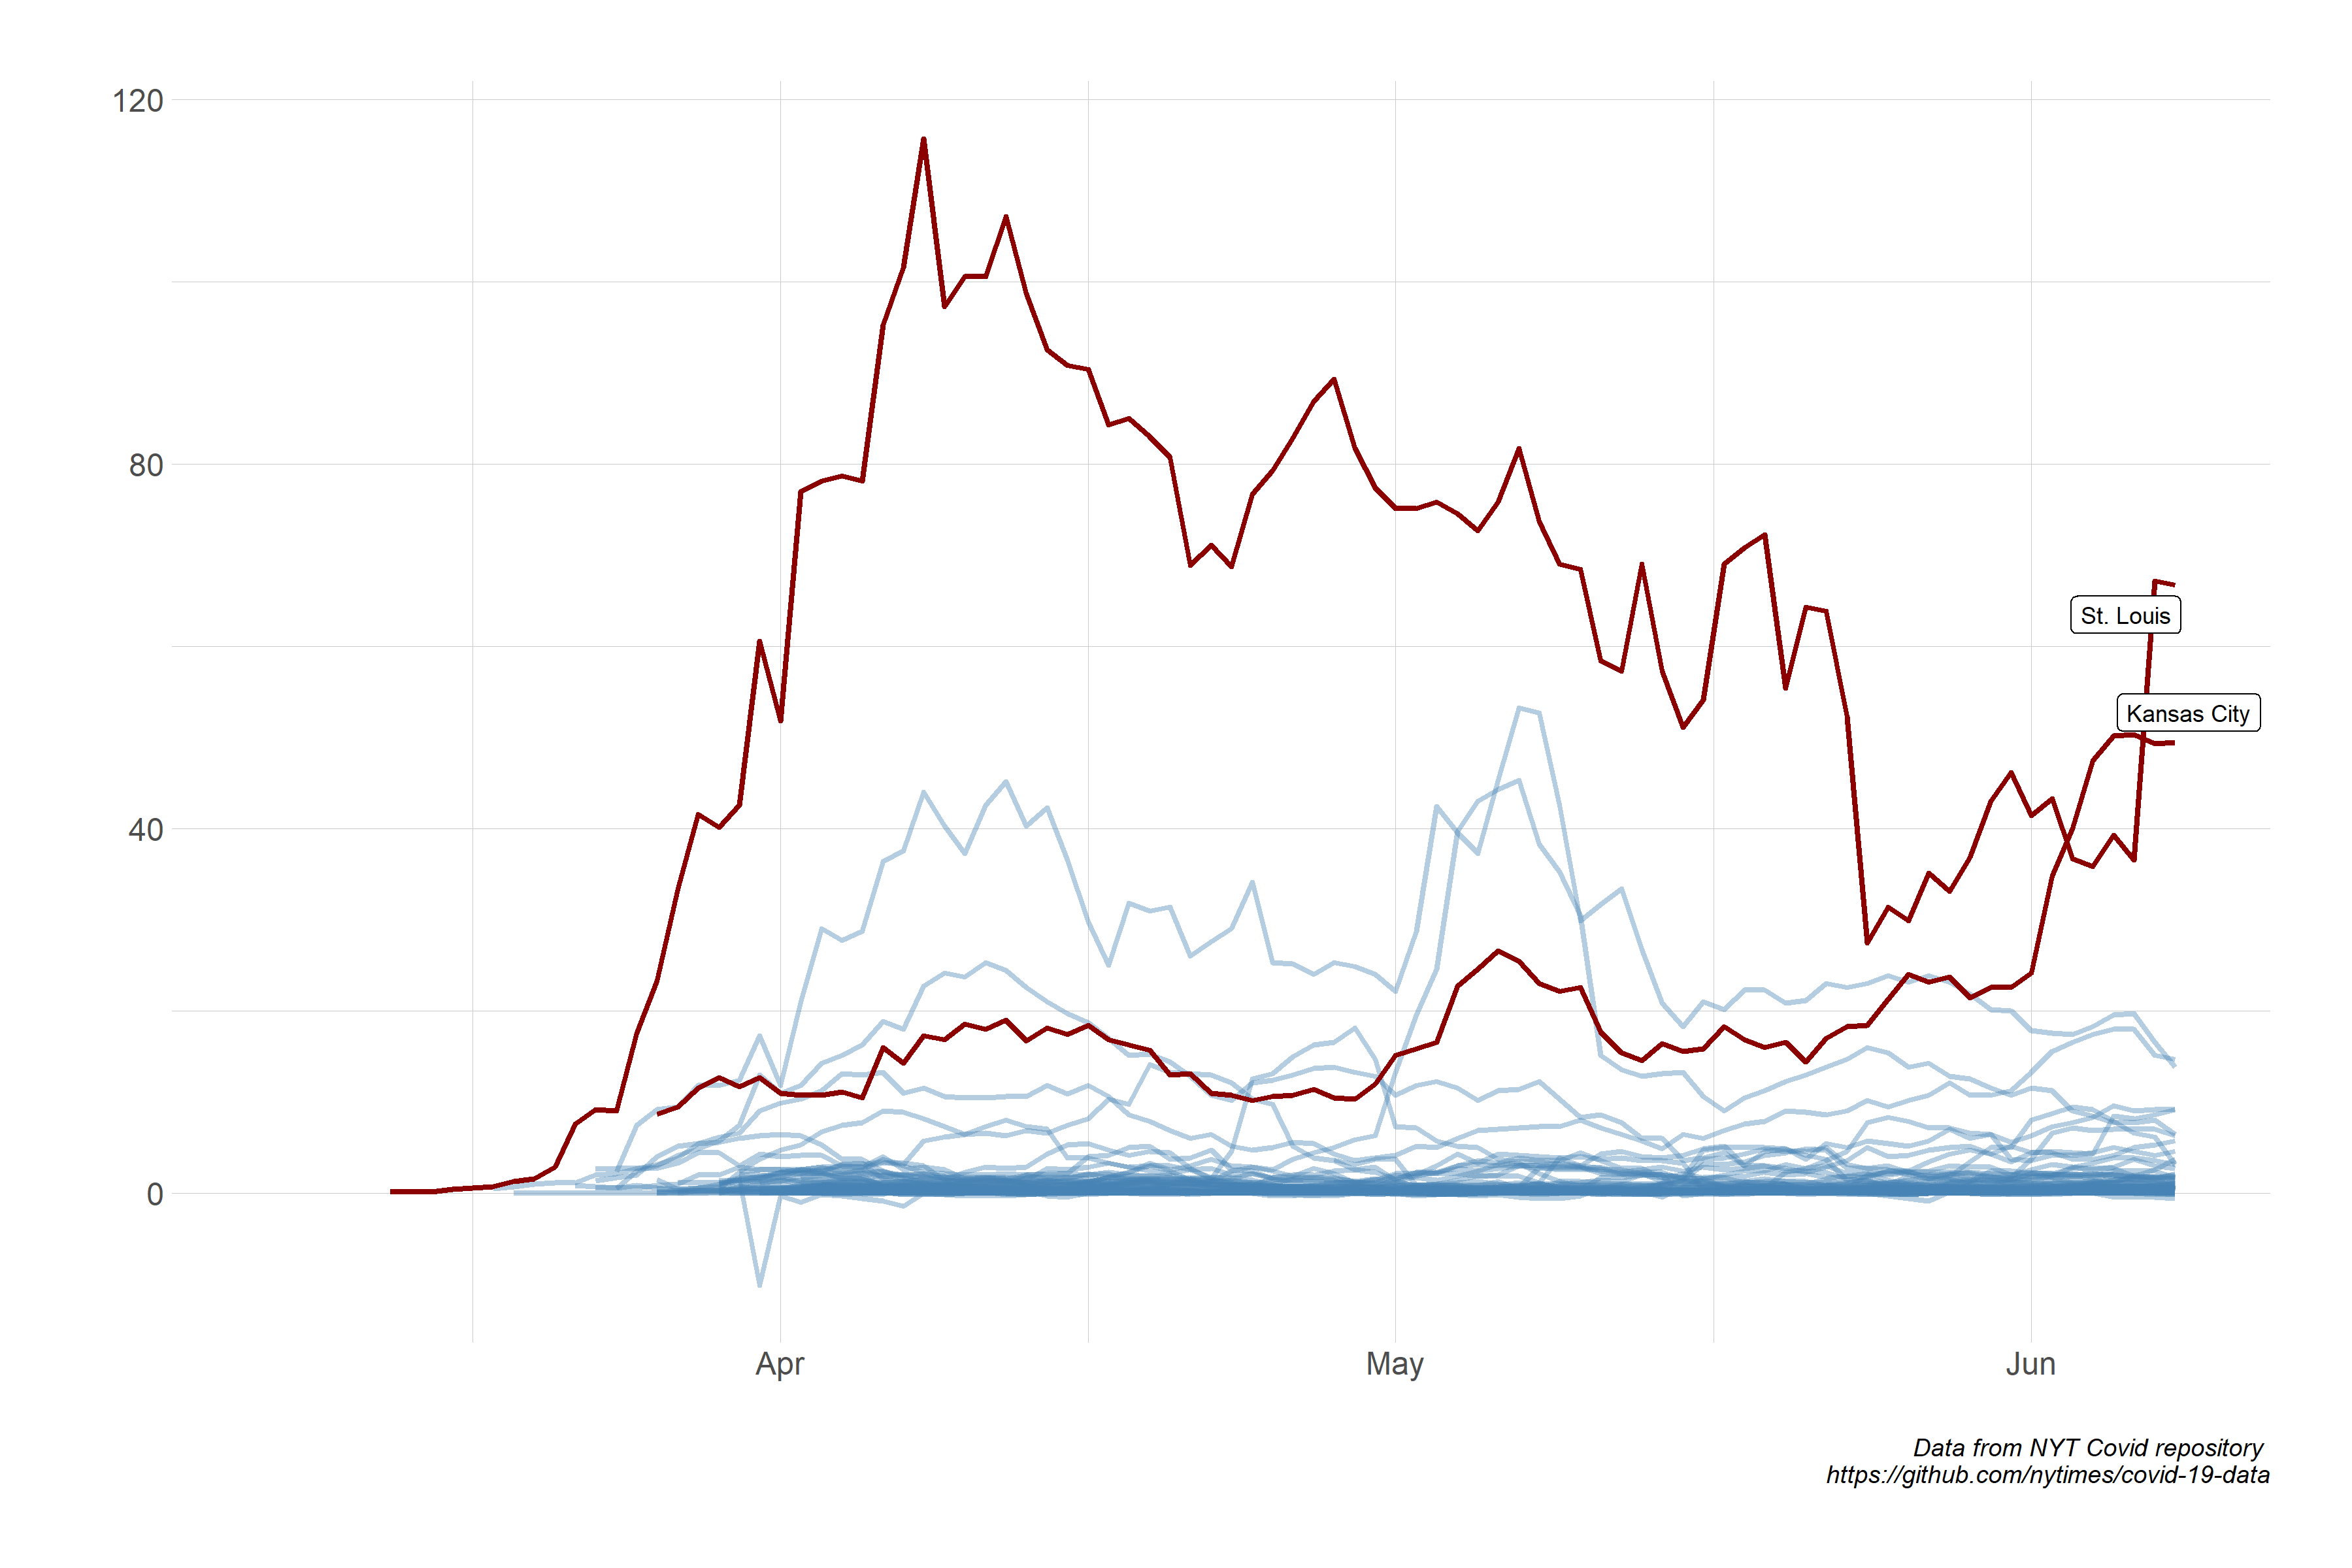 120
80
40
0
St. Louis
Kansas City
Apr
May
Jun
Data from NYT Covid repository
https://github.com/nytimes/covid-19-data